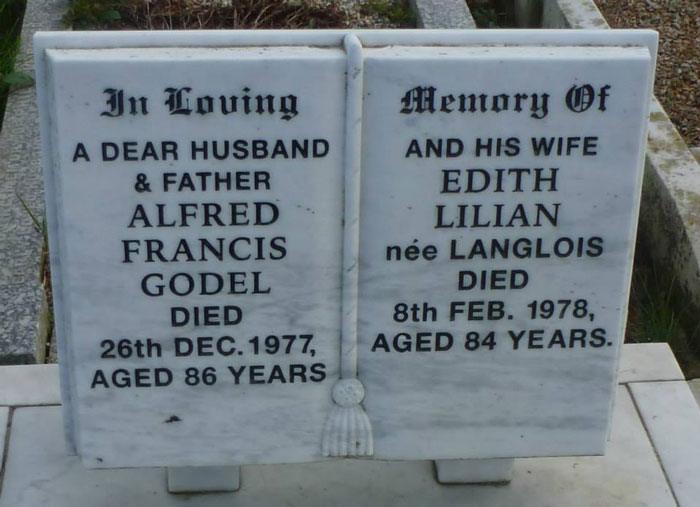 In Loving
A DEAR HUSBAND
& FATHER
ALFRED
FRANCIS
GODEL
DIED
26th DEC. 1977,
AGED 86 YEARS
Memory Of
AND HIS WIFE
EDITH
LILIAN
née LANGLOIS
DIED
8th FEB. 1978,
AGED 84 YEARS.